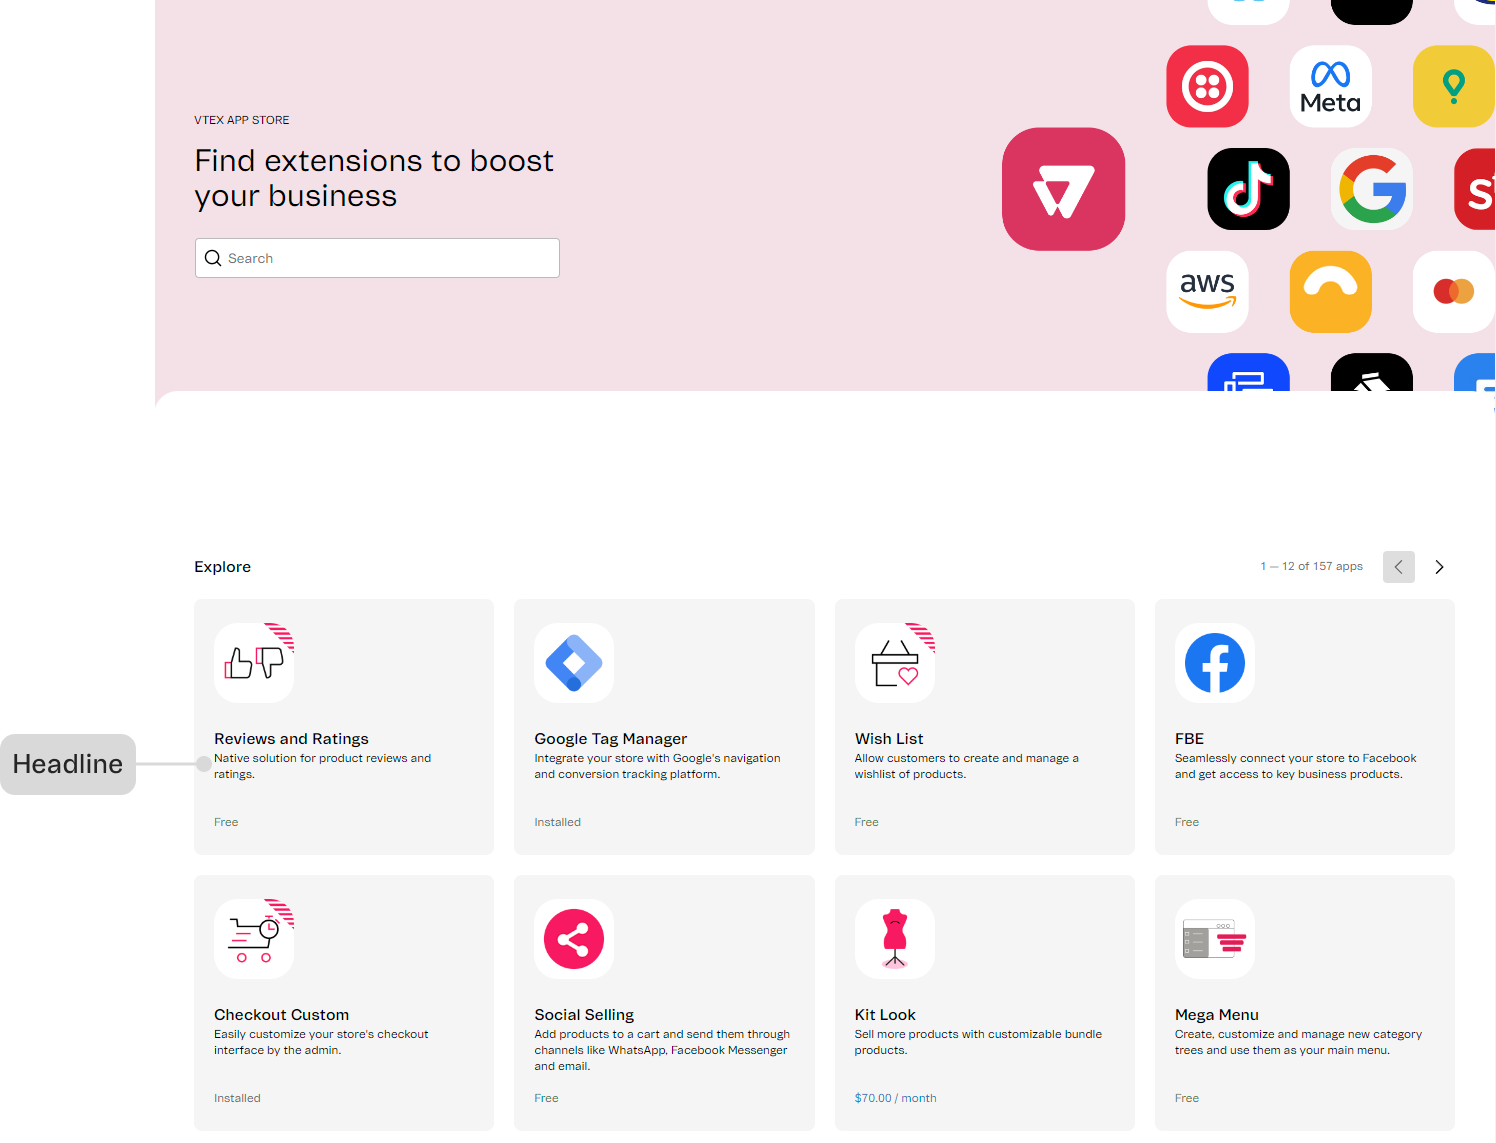 Meta
VTEX APP STORE
Find extensions to boost
your business
Search
aws
Explore
1 — 12 of 157 apps
Headline
Reviews and Ratings
Native solution for product reviews and
ratings.
Free
Google Tag Manager
Integrate your store with Google's navigation
and conversion tracking platform.
Installed
Wish List
Allow customers to create and manage a
wishlist of products.
Free
FBE
Seamlessly connect your store to Facebook
and get access to key business products.
Free
Checkout Custom
Easily customize your store's checkout
interface by the admin.
Installed
Social Selling
Add products to a cart and send them through
channels like WhatsApp, Facebook Messenger
and email.
Free
Kit Look
Sell more products with customizable bundle
products.
$70.00 / month
Mega Menu
Create, customize and manage new category
trees and use them as your main menu.
Free